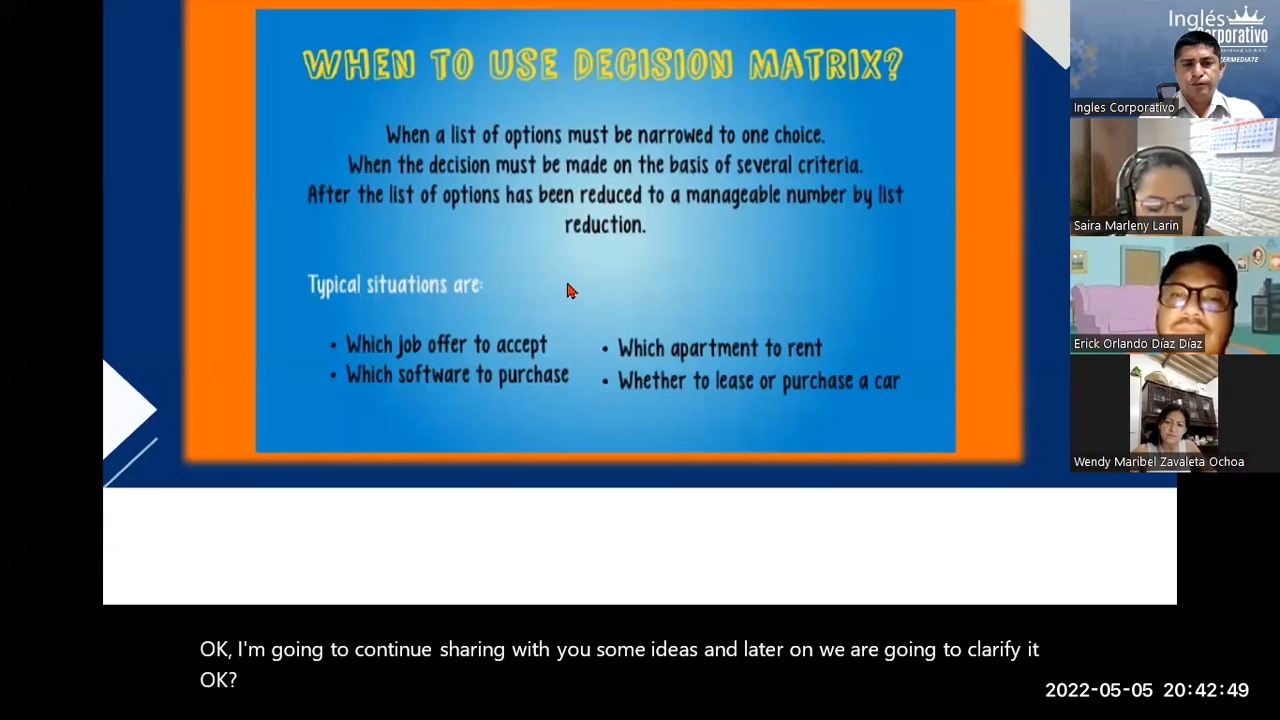 WHEN TO USE DECISION MATRIX?
When a list of options must be narrowed to one choice.
When the decision must be made on the basis of several criteria.
After the list of options has been reduced to a manageable number by list
reduction.
Typical situations are:
• Which job offer to accept
• Which software to purchase
• Which apartment to rent
• Whether to lease or purchase a car
Inglés
Corporativo
INTERMEDIATE
Ingles Corporativo
Saira Marleny Larin
Erick Orlando Díaz Díaz
Wendy Maribel Zavaleta Ochoa
OK, I'm going to continue sharing with you some ideas and later on we are going to clarify it
OK?
2022-05-05 20:42:49